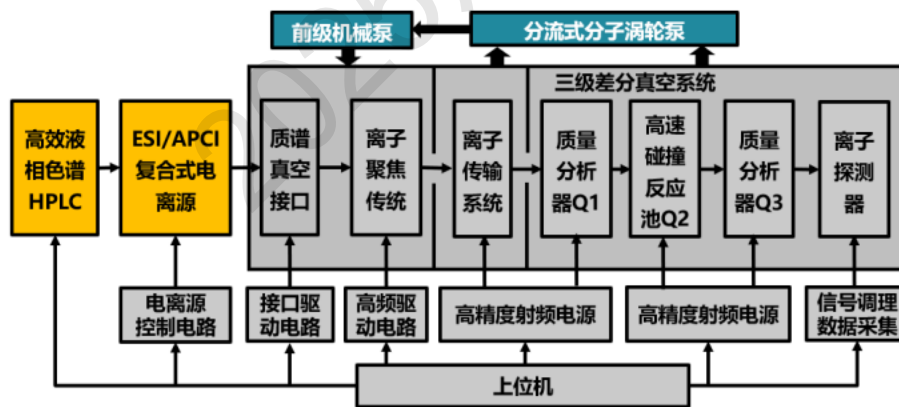 前级机械泵
分流式分子涡轮泵
三级差分真空系统
高效液
相色谱
HPLC
ESI/APCI
复合式电
离源
质谱
真空
接口
离子
聚焦
传统
离子
传输
系统
质量
分析
器Q1
高速
碰撞
反应
池Q2
质量
分析
器Q3
离子
探测
器
电离源
控制电路
接口驱
动电路
高频驱
动电路
高精度射频电源
高精度射频电源
信号调理
数据采集
上位机